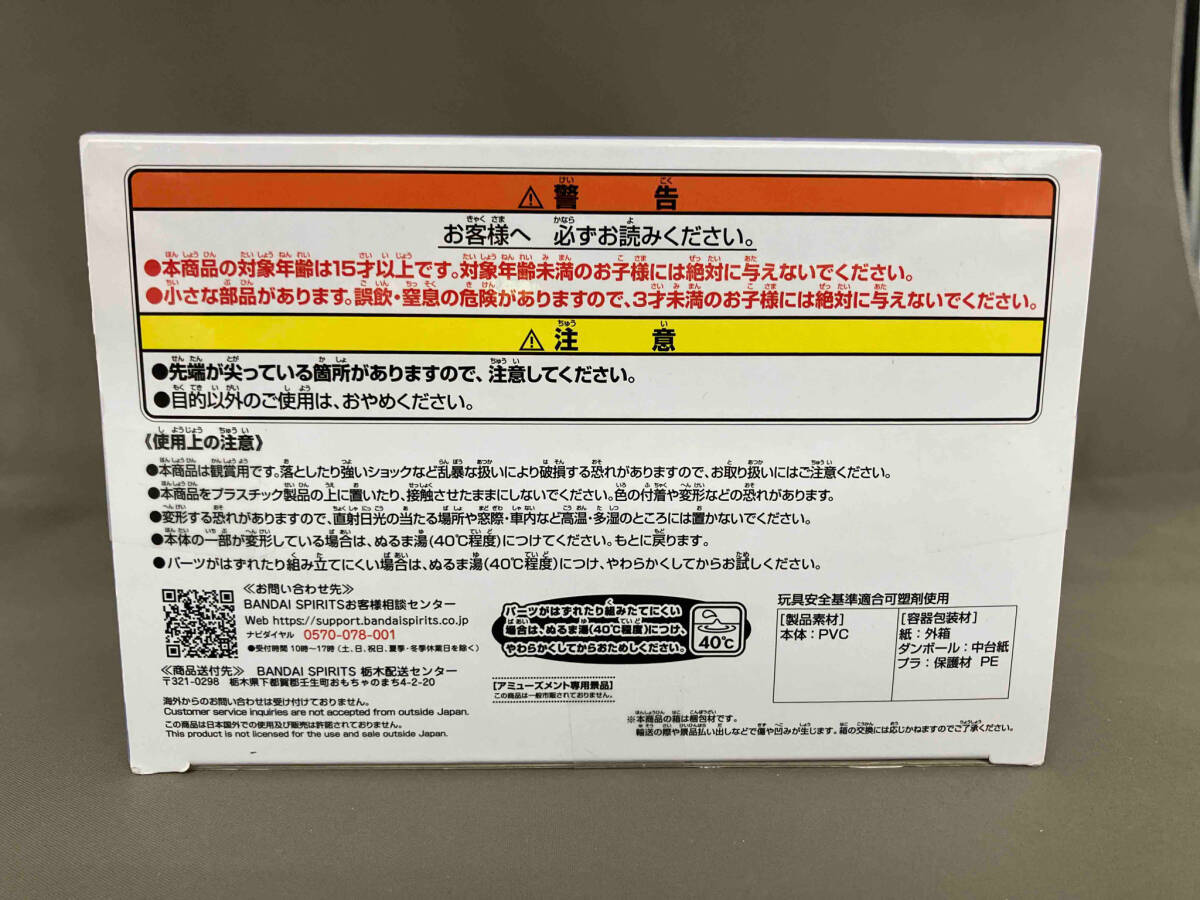 ⚠警告
お客様へ 必ずお読みください。
●本商品の対象年齢は15才以上です。対象年齢未満のお子様には絶対に与えないでください。
●小さな部品があります。誤飲・窒息の危険がありますので、3才未満のお子様には絶対に与えないでください。
⚠注意
●先端が尖っている箇所がありますので、注意してください。
●目的以外のご使用は、おやめください。
《使用上の注意》
●本商品は観賞用です。落としたり強いショックなど乱暴な扱いにより破損する恐れがありますので、お取り扱いにはご注意ください。
●本商品をプラスチック製品の上に置いたり、接触させたままにしないでください。色の付着や変形などの恐れがあります。
●変形する恐れがありますので、直射日光の当たる場所や窓際・車内など高温・多湿のところには置かないでください。
●本体の一部が変形している場合は、ぬるま湯(40℃程度)につけてください。もとに戻ります。
●パーツがはずれたり組み立てにくい場合は、ぬるま湯(40℃程度)につけ、やわらかくしてからお試しください。
≪お問い合わせ先≫
BANDAI SPIRITSお客様相談センター
Web https://support.bandaispirits.co.jp
ナビダイヤル 0570-078-001
●受付時間 10時〜17時(土、日、祝日、夏季・冬季休業日を除く)
≪商品送付先≫ BANDAI SPIRITS 栃木配送センター
〒321-0298 栃木県下都賀郡壬生町おもちゃのまち4-2-20
海外からのお問い合わせは受け付けておりません。
Customer service inquiries are not accepted from outside Japan.
この商品は日本国外での使用及び販売は許諾されておりません。
This product is not licensed for the use and sale outside Japan.
パーツがはずれたり組みたてにくい
場合は、ぬるま湯(40℃程度)につけ、
やわらかくしてからおためしください。
40℃
[アミューズメント専用景品]
この商品は一般市販されておりません。
玩具安全基準適合可塑剤使用
[製品素材]
本体:PVC
[容器包装材]
紙:外箱
ダンボール:中台紙
プラ:保護材 PE
※本商品の箱は梱包材です。
輸送の際や景品払い出しなどで傷や凹みが生じます。箱の交換には応じかねますのでご了承ください。